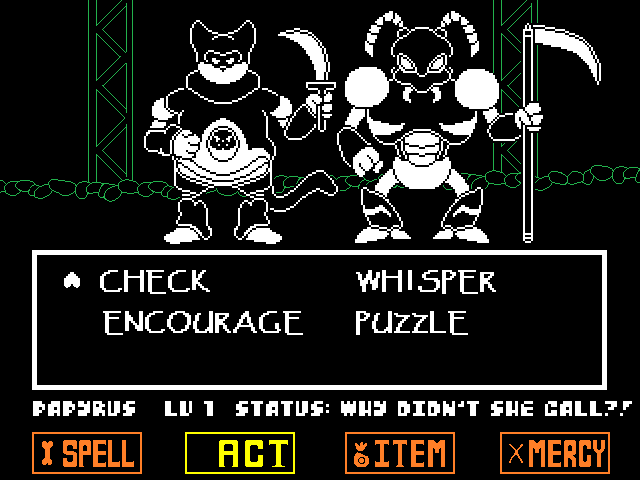 CHECK WHISPER
ENCOURAGE PUZZLE
PAPYRUS LV 1 STATUS: WHY DIDN'T SHE CALL?!
SPELL ACT ITEM MERCY